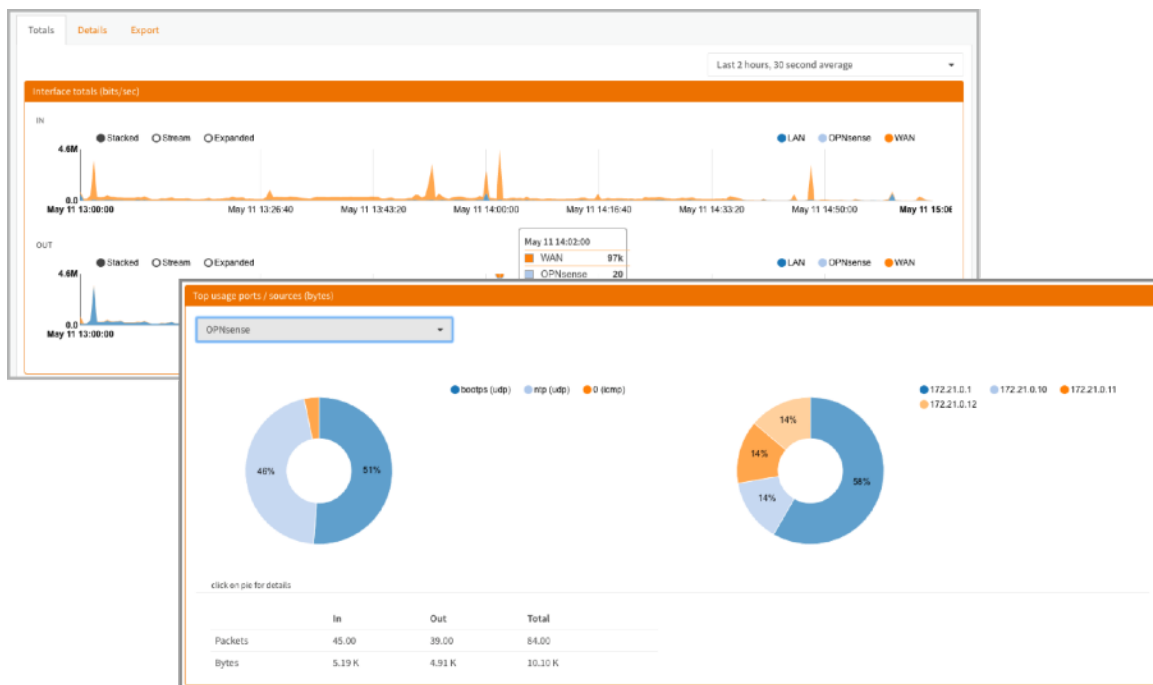 Totals Details Export
Last 2 hours, 30 second average
Interface totals (bits/sec)
IN
Stacked Stream Expanded LAN OPNsense WAN
4.6M
0.0
May 11 13:00:00 May 11 13:26:40 May 11 13:43:20 May 11 14:00:00 May 11 14:16:40 May 11 14:33:20 May 11 14:50:00 May 11 15:06
OUT
Stacked Stream Expanded LAN OPNsense WAN
4.6M
0.0
May 11 13:00:00
May 11 14:02:00
WAN 97k
OPNsense 20
Top usage ports / sources (bytes)
OPNsense
bootps (udp) ntp (udp) 0 (icmp)
46% 51%
172.21.0.1 172.21.0.10 172.21.0.11
172.21.0.12
14%
14%
58%
14%
click on pie for details
In Out Total
Packets 45.00 39.00 84.00
Bytes 5.19 K 4.91 K 10.10 K